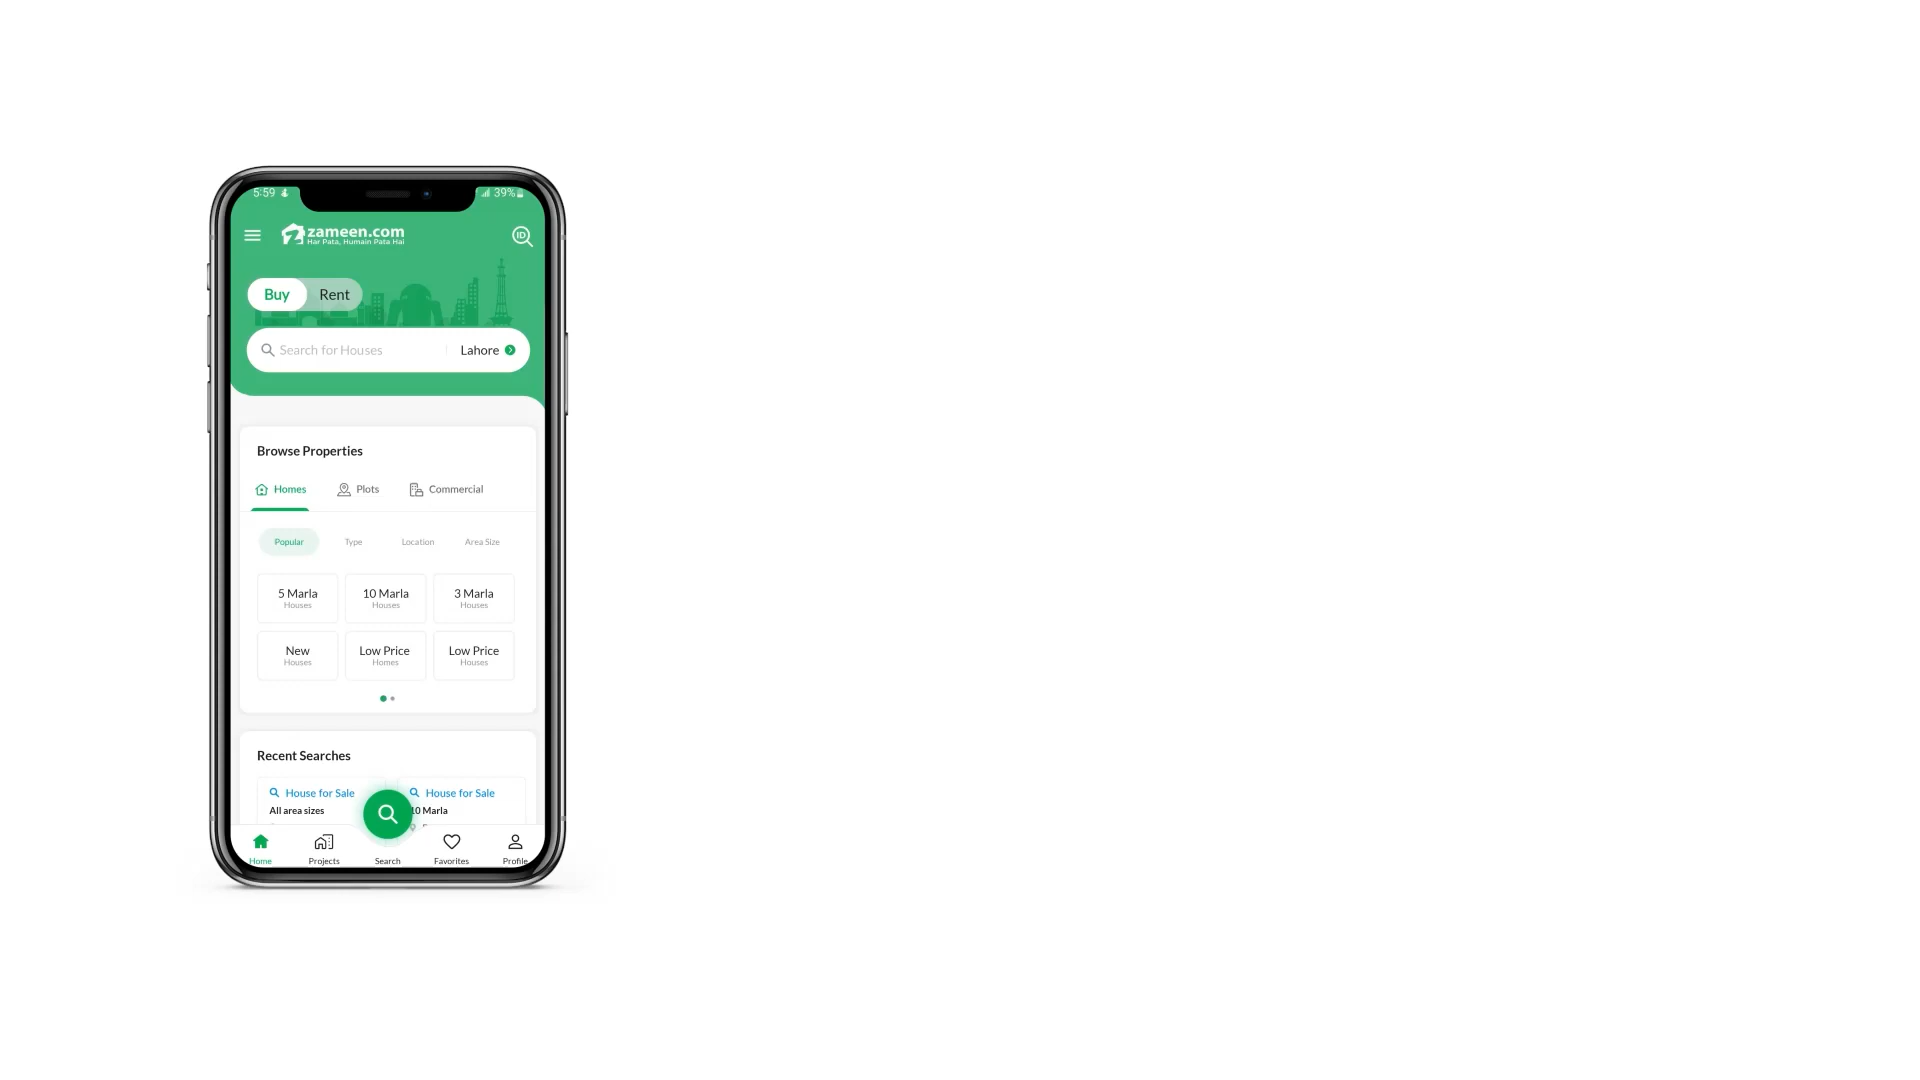 5:59
39%
zameen.com
Har Pata, Humain Pata Hai
ID
Buy Rent
Search for Houses Lahore
Browse Properties
Homes Plots Commercial
Popular Type Location Area Size
5 Marla 10 Marla 3 Marla
Houses Houses Houses
New Low Price Low Price
Houses Homes Houses
Recent Searches
House for Sale House for Sale
All area sizes 10 Marla
Home Projects Search Favorites Profile